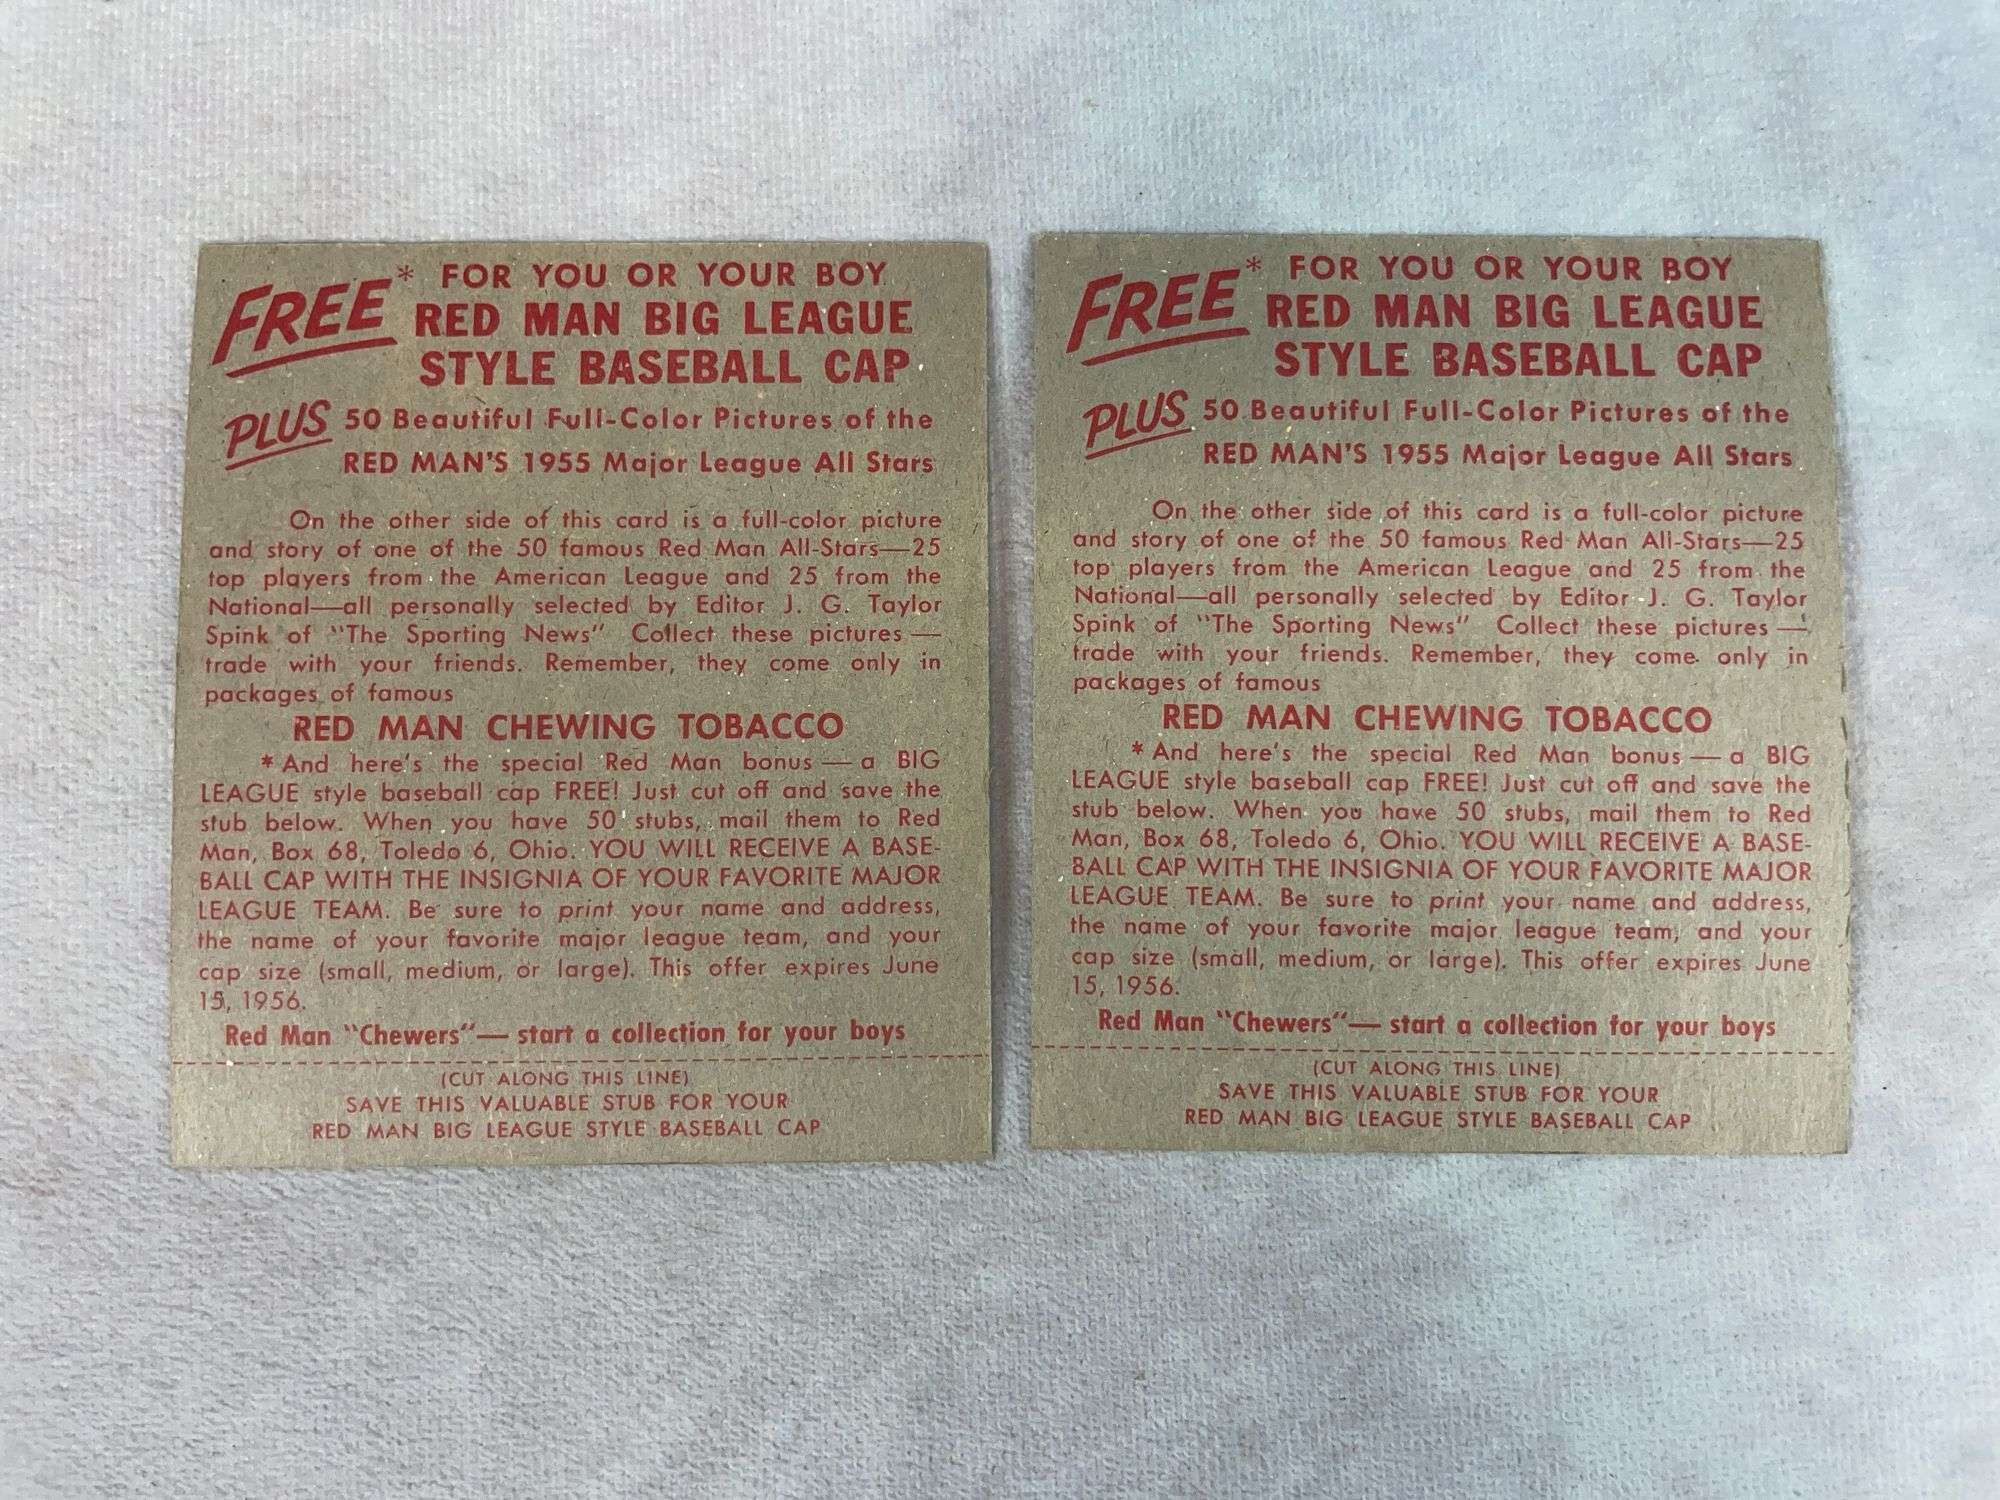 FREE* FOR YOU OR YOUR BOY
RED MAN BIG LEAGUE
STYLE BASEBALL CAP
PLUS 50 Beautiful Full-Color Pictures of the
RED MAN'S 1955 Major League All Stars
On the other side of this card is a full-color picture
and story of one of the 50 famous Red Man All-Stars—25
top players from the American League and 25 from the
National—all personally selected by Editor J. G. Taylor
Spink of "The Sporting News" Collect these pictures —
trade with your friends. Remember, they come only in
packages of famous
RED MAN CHEWING TOBACCO
*And here's the special Red Man bonus — a BIG
LEAGUE style baseball cap FREE! Just cut off and save the
stub below. When you have 50 stubs, mail them to Red
Man, Box 68, Toledo 6, Ohio. YOU WILL RECEIVE A BASE-
BALL CAP WITH THE INSIGNIA OF YOUR FAVORITE MAJOR
LEAGUE TEAM. Be sure to print your name and address,
the name of your favorite major league team, and your
cap size (small, medium, or large). This offer expires June
15, 1956.
Red Man "Chewers"— start a collection for your boys
(CUT ALONG THIS LINE)
SAVE THIS VALUABLE STUB FOR YOUR
RED MAN BIG LEAGUE STYLE BASEBALL CAP
FREE* FOR YOU OR YOUR BOY
RED MAN BIG LEAGUE
STYLE BASEBALL CAP
PLUS 50 Beautiful Full-Color Pictures of the
RED MAN'S 1955 Major League All Stars
On the other side of this card is a full-color picture
and story of one of the 50 famous Red Man All-Stars—25
top players from the American League and 25 from the
National—all personally selected by Editor J. G. Taylor
Spink of "The Sporting News" Collect these pictures —
trade with your friends. Remember, they come only in
packages of famous
RED MAN CHEWING TOBACCO
*And here's the special Red Man bonus — a BIG
LEAGUE style baseball cap FREE! Just cut off and save the
stub below. When you have 50 stubs, mail them to Red
Man, Box 68, Toledo 6, Ohio. YOU WILL RECEIVE A BASE-
BALL CAP WITH THE INSIGNIA OF YOUR FAVORITE MAJOR
LEAGUE TEAM. Be sure to print your name and address,
the name of your favorite major league team, and your
cap size (small, medium, or large). This offer expires June
15, 1956.
Red Man "Chewers"— start a collection for your boys
(CUT ALONG THIS LINE)
SAVE THIS VALUABLE STUB FOR YOUR
RED MAN BIG LEAGUE STYLE BASEBALL CAP